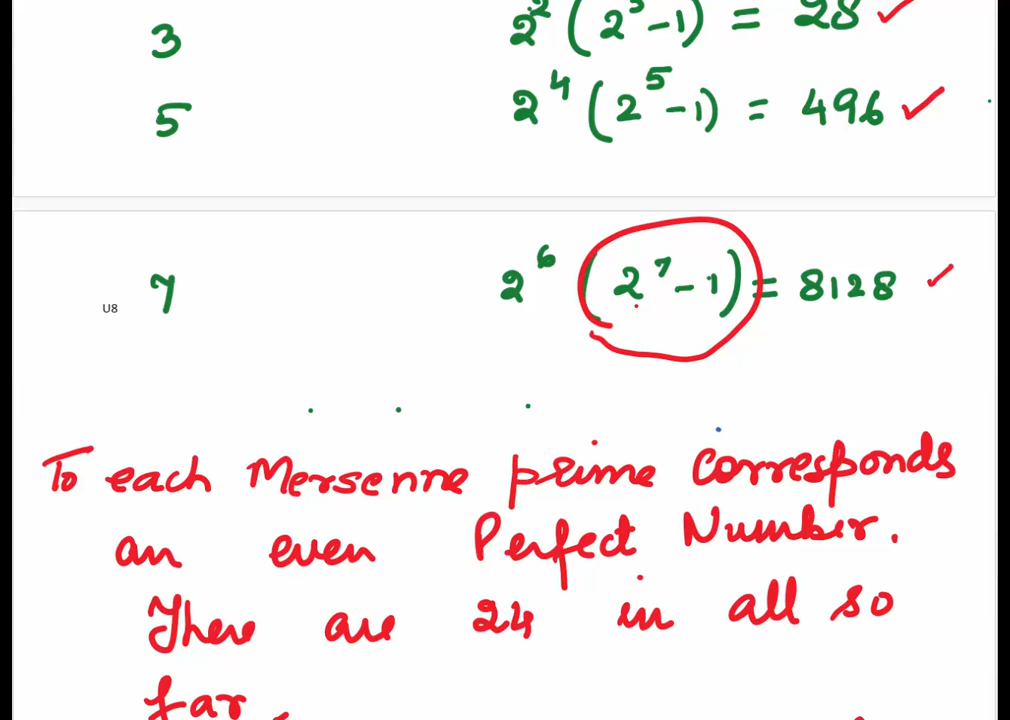 3 2² (2³-1) = 28 ✓
5 2⁴ (2⁵-1) = 496 ✓
7 2⁶ (2⁷-1) = 8128 ✓
U8
To each Mersenne prime corresponds
an even Perfect Number.
There are 24 in all so
far